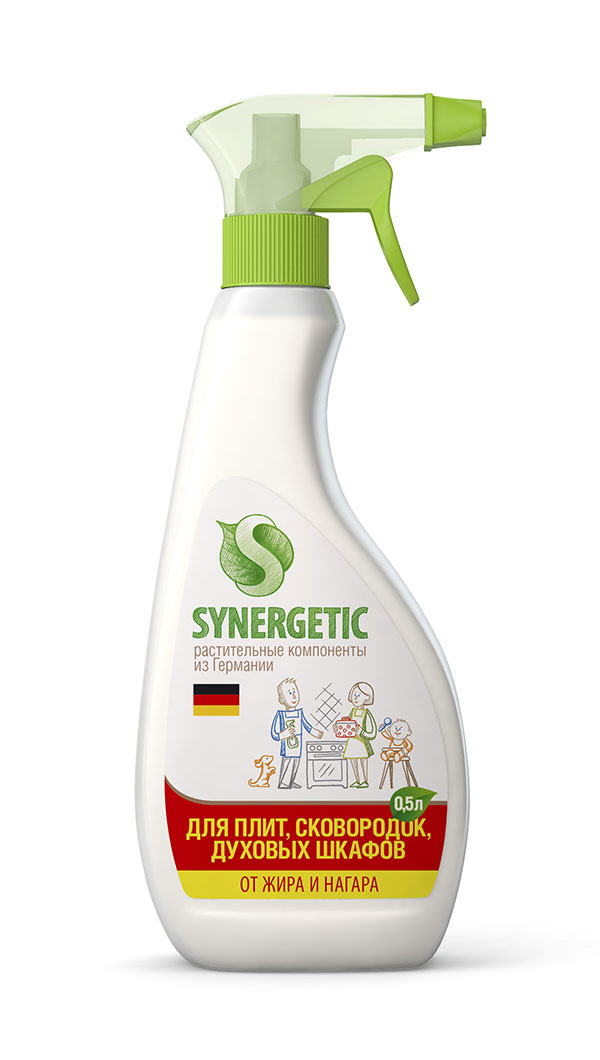 SYNERGETIC
растительные компоненты
из Германии
0,5л
ДЛЯ ПЛИТ, СКОВОРОДОК,
ДУХОВЫХ ШКАФОВ
ОТ ЖИРА И НАГАРА